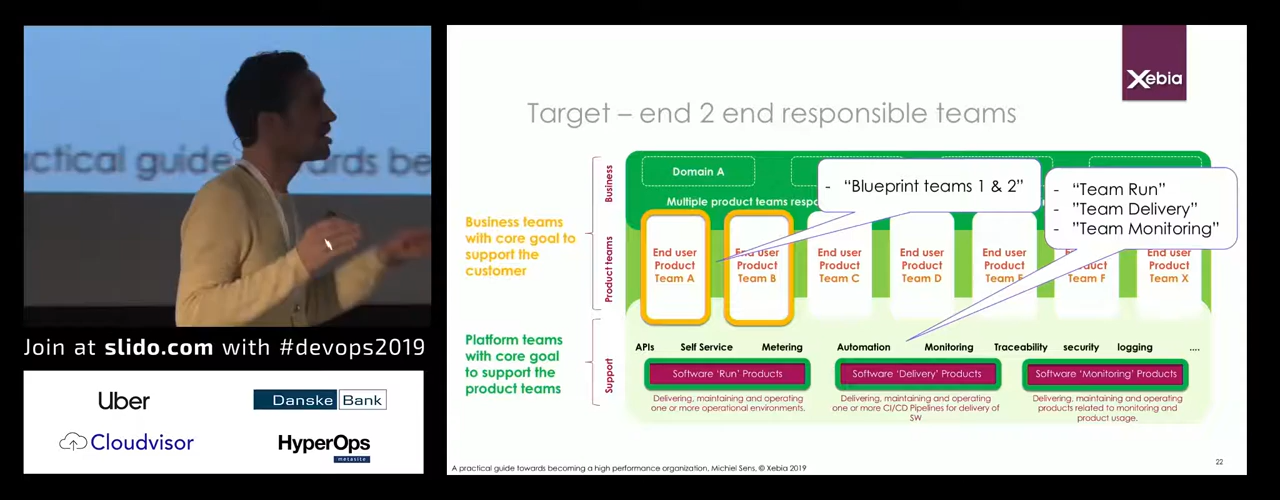 actical guide
rds be
Join at slido.com with #devops2019
Uber
Danske Bank
Cloudvisor
HyperOps
metasite
Xebia
Target – end 2 end responsible teams
Business
Domain A
- “Blueprint teams 1 & 2”
- “Team Run”
- “Team Delivery”
- “Team Monitoring”
Multiple product teams respo
Business teams
with core goal to
support the
customer
Product teams
End user
Product
Team A
End user
Product
Team B
End user
Product
Team C
End user
Product
Team D
End user
Product
Team E
End user
Product
Team F
End user
Product
Team X
Platform teams
with core goal
to support the
product teams
Support
APIs Self Service Metering Automation Monitoring Traceability security logging ....
Software ‘Run’ Products
Delivering, maintaining and operating
one or more operational environments.
Software ‘Delivery’ Products
Delivering, maintaining and operating
one or more CI/CD Pipelines for delivery of
SW
Software ‘Monitoring’ Products
Delivering, maintaining and operating
products related to monitoring and
product usage.
A practical guide towards becoming a high performance organization, Michiel Sens, © Xebia 2019
22